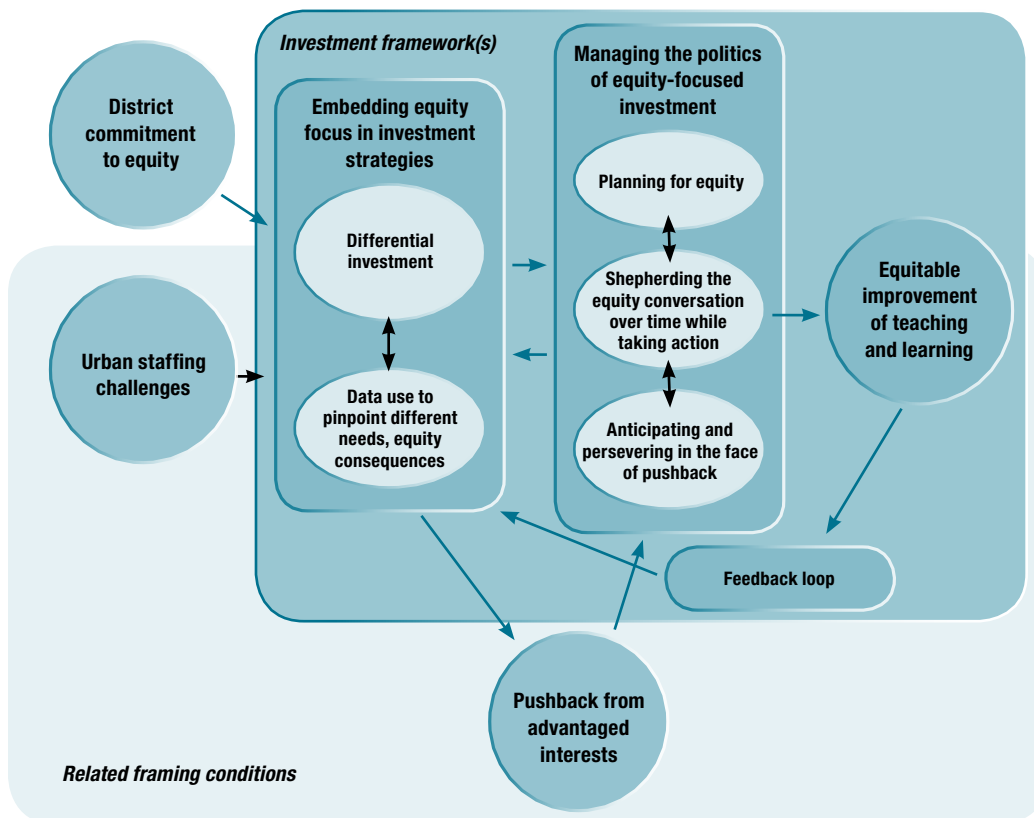 Investment framework(s)
District
commitment
to equity
Embedding equity
focus in investment
strategies
Differential
investment
Data use to
pinpoint different
needs, equity
consequences
Managing the politics
of equity-focused
investment
Planning for equity
Shepherding the
equity conversation
over time while
taking action
Anticipating and
persevering in the face
of pushback
Urban staffing
challenges
Equitable
improvement
of teaching
and learning
Feedback loop
Pushback from
advantaged
interests
Related framing conditions